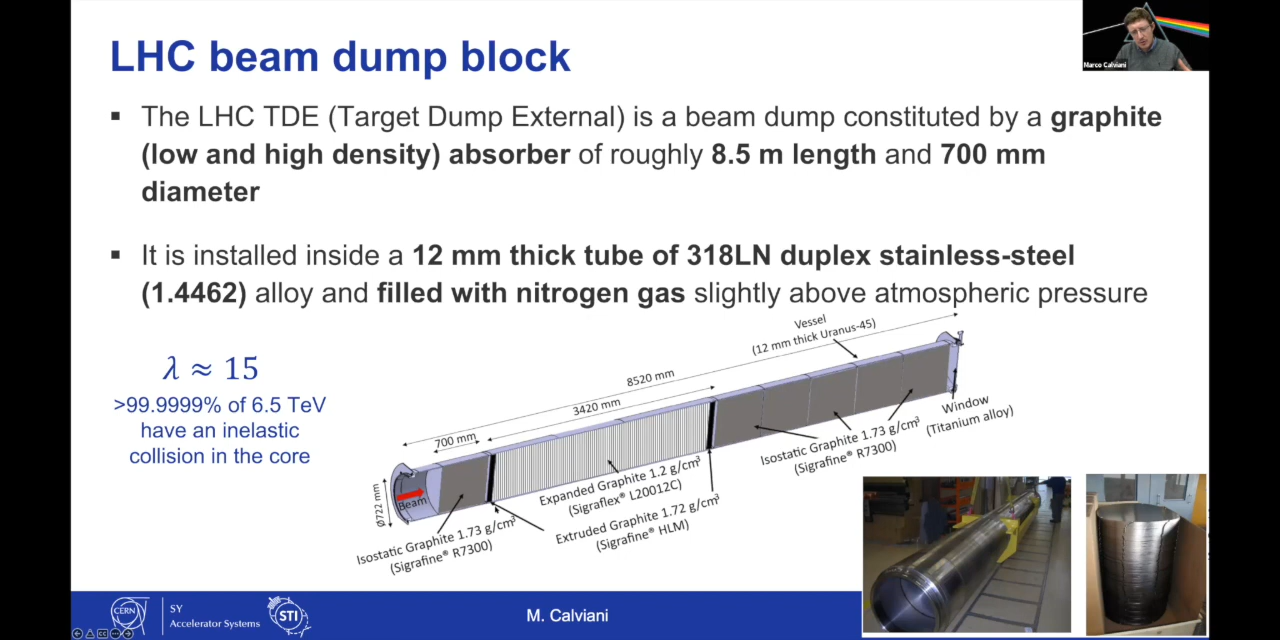 LHC beam dump block
Marco Calviani
▪ The LHC TDE (Target Dump External) is a beam dump constituted by a graphite
(low and high density) absorber of roughly 8.5 m length and 700 mm
diameter
▪ It is installed inside a 12 mm thick tube of 318LN duplex stainless-steel
(1.4462) alloy and filled with nitrogen gas slightly above atmospheric pressure
λ ≈ 15
>99.9999% of 6.5 TeV
have an inelastic
collision in the core
Vessel
(12 mm thick Uranus-45)
8520 mm
3420 mm
700 mm
Ø722 mm
Beam
Window
(Titanium alloy)
Isostatic Graphite 1.73 g/cm³
(Sigrafine® R7300)
Expanded Graphite 1.2 g/cm³
(Sigraflex® L20012C)
Extruded Graphite 1.72 g/cm³
(Sigrafine® HLM)
Isostatic Graphite 1.73 g/cm³
(Sigrafine® R7300)
CERN
SY
Accelerator Systems
STI
M. Calviani